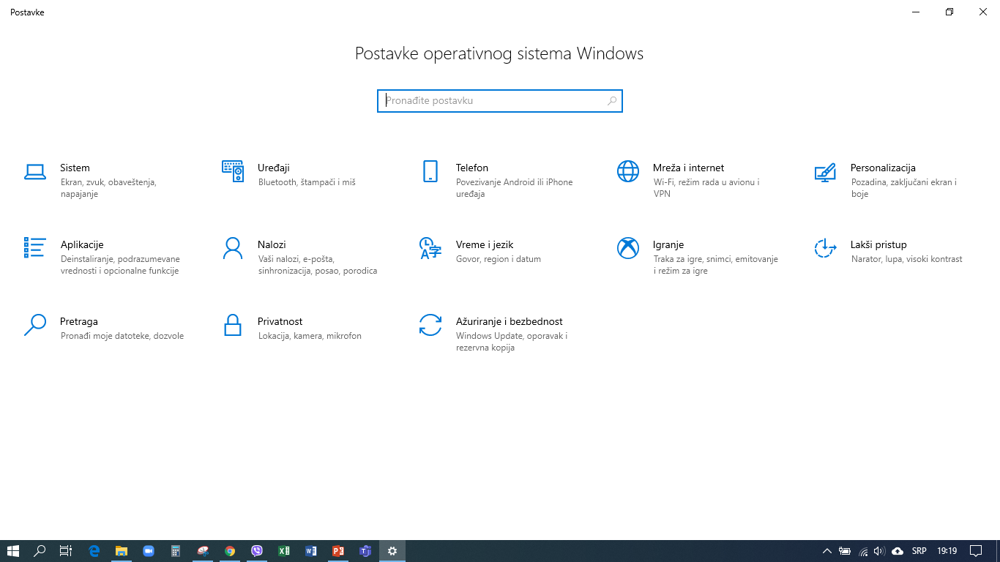 Postavke
Postavke operativnog sistema Windows
Pronađite postavku
Sistem
Ekran, zvuk, obaveštenja,
napajanje
Uređaji
Bluetooth, štampači i miš
Telefon
Povezivanje Android ili iPhone
uređaja
Mreža i internet
Wi-Fi, režim rada u avionu i
VPN
Personalizacija
Pozadina, zaključani ekran i
boje
Aplikacije
Deinstaliranje, podrazumevane
vrednosti i opcionalne funkcije
Nalozi
Vaši nalozi, e-pošta,
sinhronizacija, posao, porodica
Vreme i jezik
Govor, region i datum
Igranje
Traka za igre, snimci, emitovanje
i režim za igre
Lakši pristup
Narator, lupa, visoki kontrast
Pretraga
Pronađi moje datoteke, dozvole
Privatnost
Lokacija, kamera, mikrofon
Ažuriranje i bezbednost
Windows Update, oporavak i
rezervna kopija
SRP
19:19